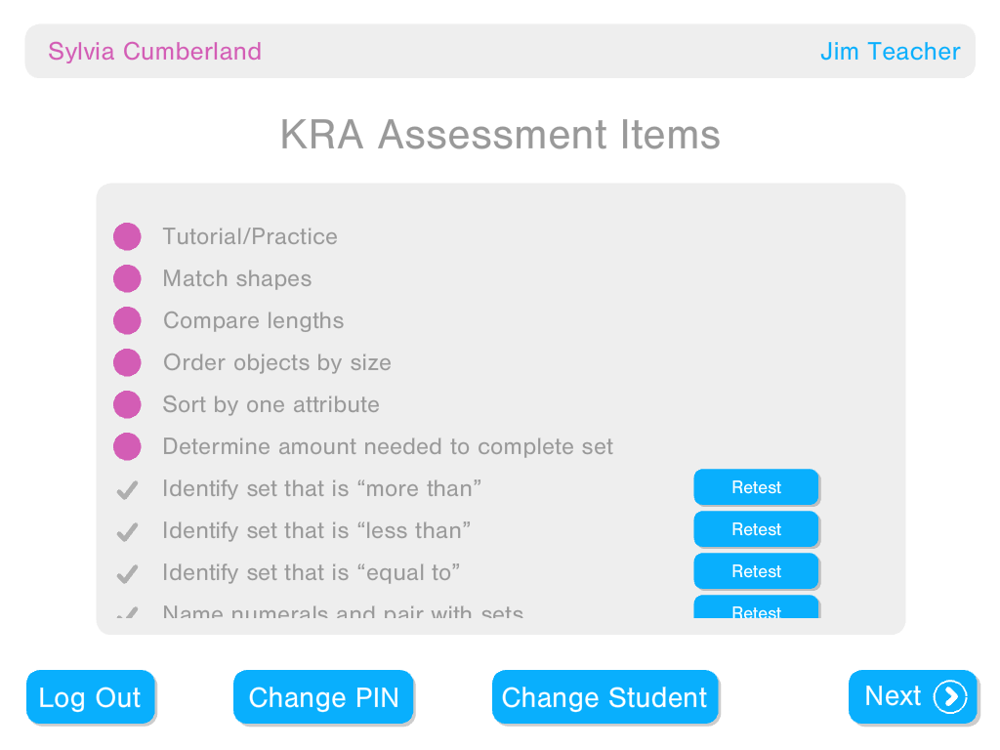 Sylvia Cumberland
Jim Teacher
KRA Assessment Items
Tutorial/Practice
Match shapes
Compare lengths
Order objects by size
Sort by one attribute
Determine amount needed to complete set
Identify set that is “more than” Retest
Identify set that is “less than” Retest
Identify set that is “equal to” Retest
Name numerals and pair with sets Retest
Log Out
Change PIN
Change Student
Next